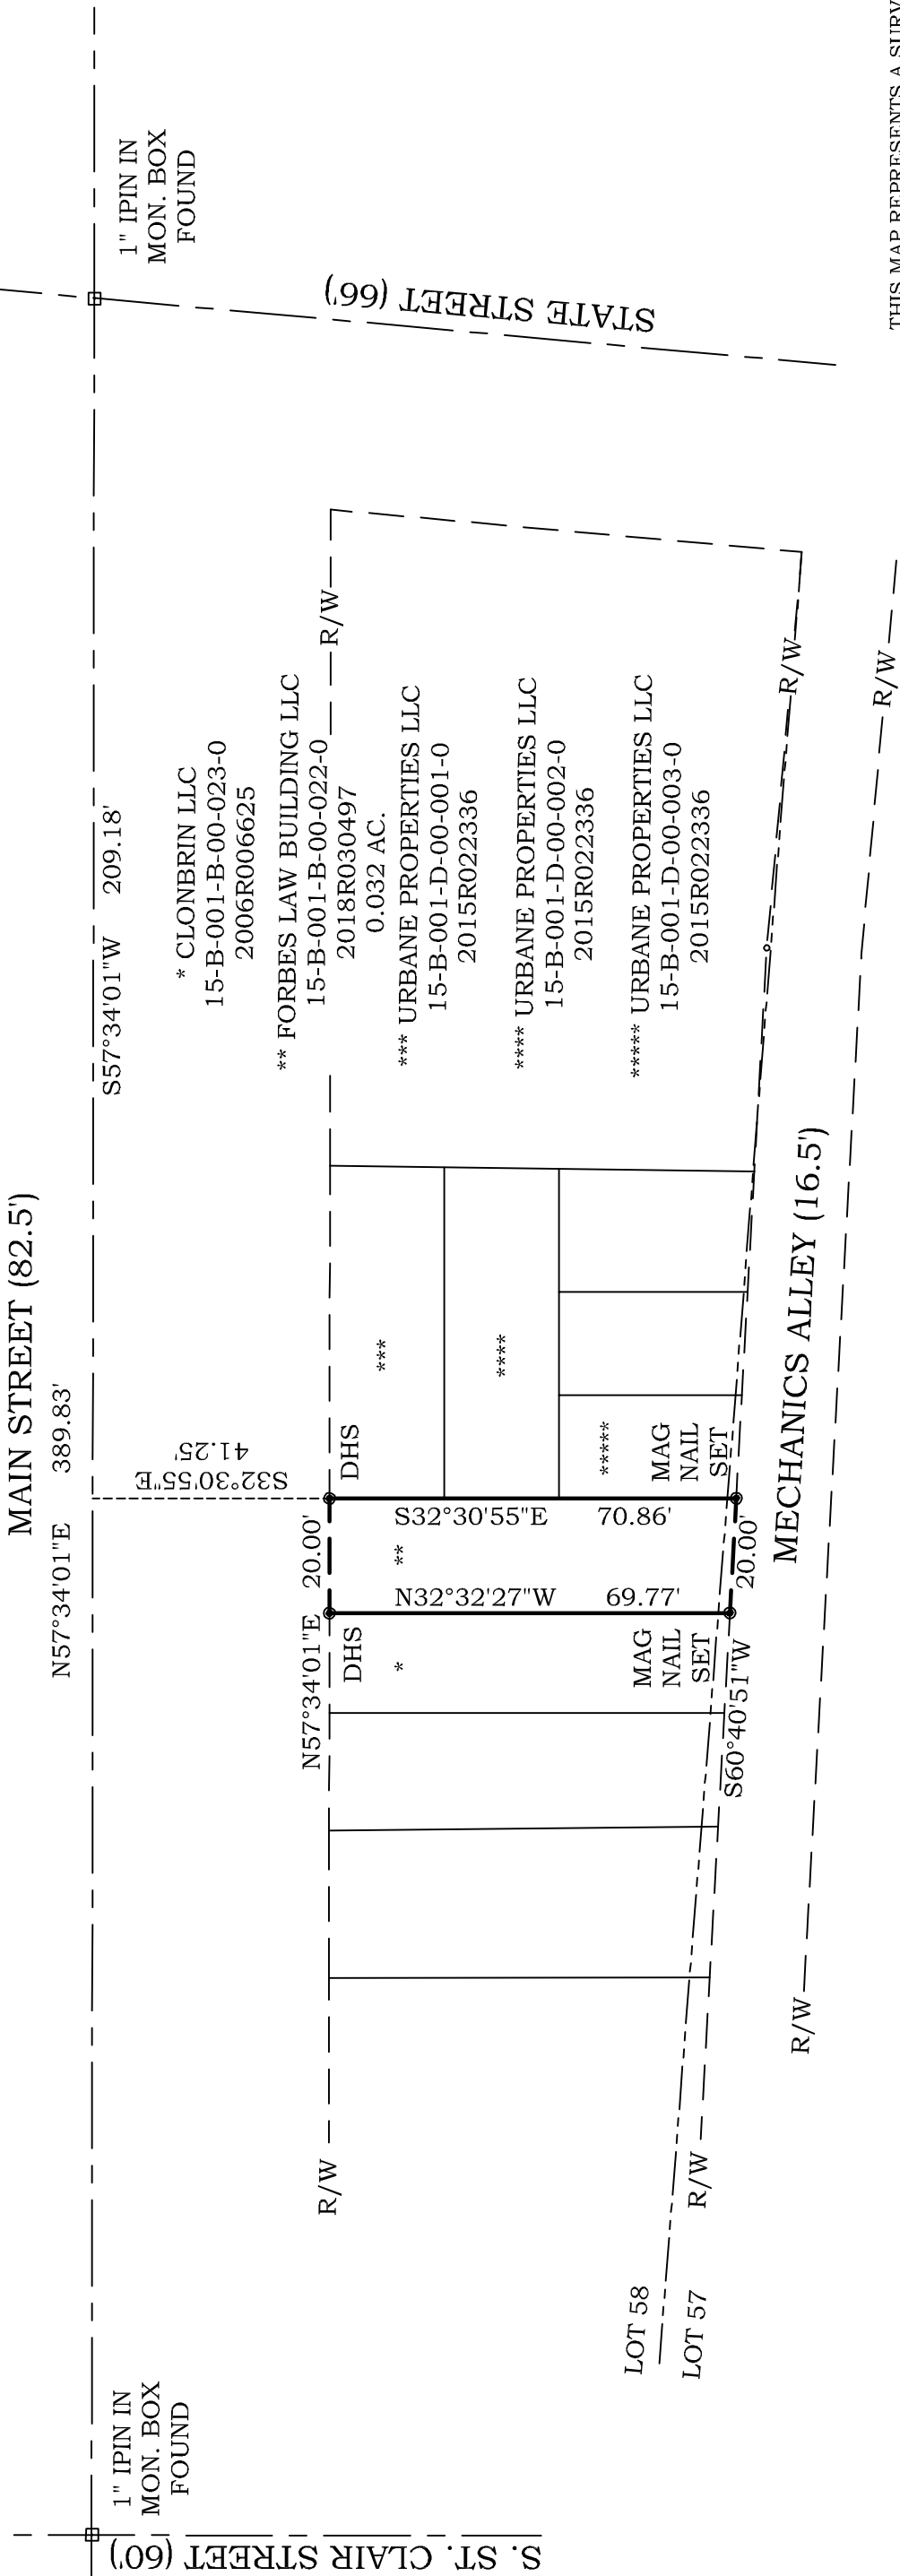 MAIN STREET (82.5')
N57°34'01"E 389.83'
S57°34'01"W 209.18'
1" IPIN IN
MON. BOX
FOUND
1" IPIN IN
MON. BOX
FOUND
S. ST. CLAIR STREET (60')
STATE STREET (66')
S32°30'55"E
41.25'
* CLONBRIN LLC
15-B-001-B-00-023-0
2006R006625
** FORBES LAW BUILDING LLC
15-B-001-B-00-022-0
2018R030497
0.032 AC.
*** URBANE PROPERTIES LLC
15-B-001-D-00-001-0
2015R022336
**** URBANE PROPERTIES LLC
15-B-001-D-00-002-0
2015R022336
***** URBANE PROPERTIES LLC
15-B-001-D-00-003-0
2015R022336
R/W
R/W
N57°34'01"E 20.00'
DHS
DHS
*
**
***
****
*****
N32°32'27"W 69.77'
S32°30'55"E 70.86'
MAG
NAIL
SET
MAG
NAIL
SET
S60°40'51"W 20.00'
R/W
R/W
MECHANICS ALLEY (16.5')
R/W
R/W
LOT 58
LOT 57
THIS MAP REPRESENTS A SURV